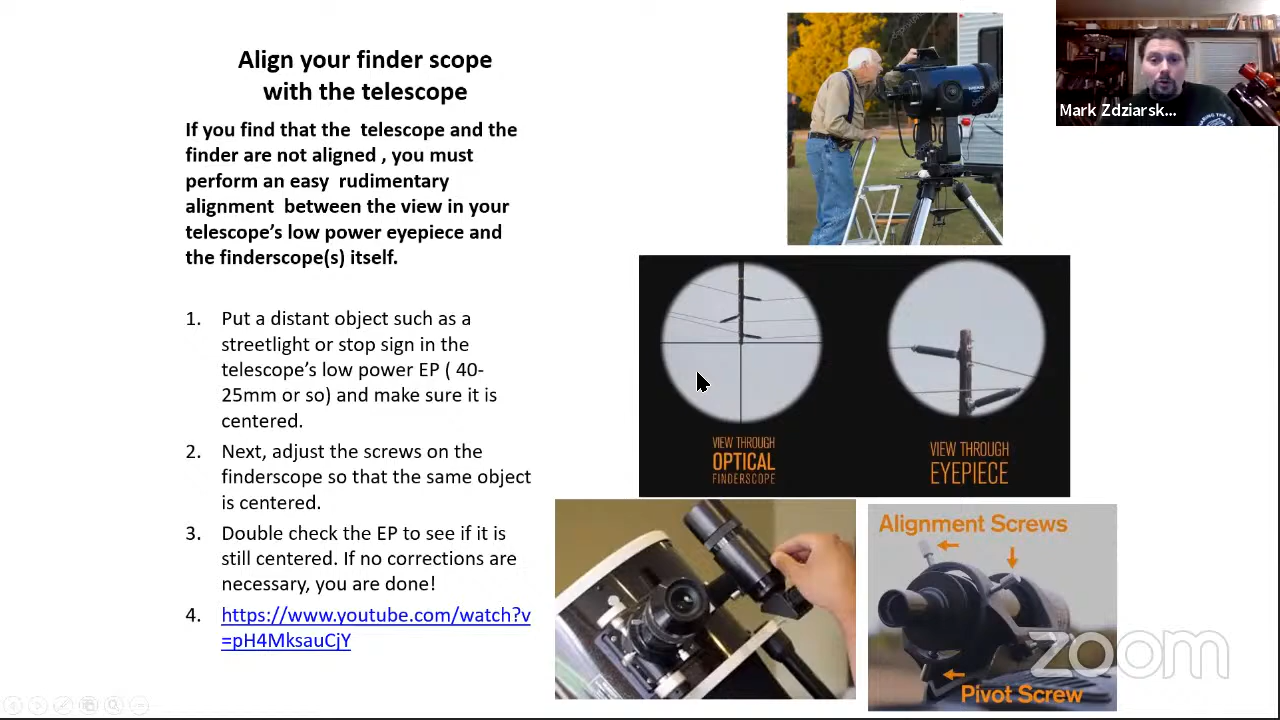 Align your finder scope
with the telescope
If you find that the telescope and the
finder are not aligned , you must
perform an easy rudimentary
alignment between the view in your
telescope's low power eyepiece and
the finderscope(s) itself.
1. Put a distant object such as a
streetlight or stop sign in the
telescope's low power EP ( 40-
25mm or so) and make sure it is
centered.
2. Next, adjust the screws on the
finderscope so that the same object
is centered.
3. Double check the EP to see if it is
still centered. If no corrections are
necessary, you are done!
4. https://www.youtube.com/watch?v
=pH4MksauCjY
Mark Zdziarsk...
VIEW THROUGH
OPTICAL
FINDERSCOPE
VIEW THROUGH
EYEPIECE
Alignment Screws
Pivot Screw
zoom